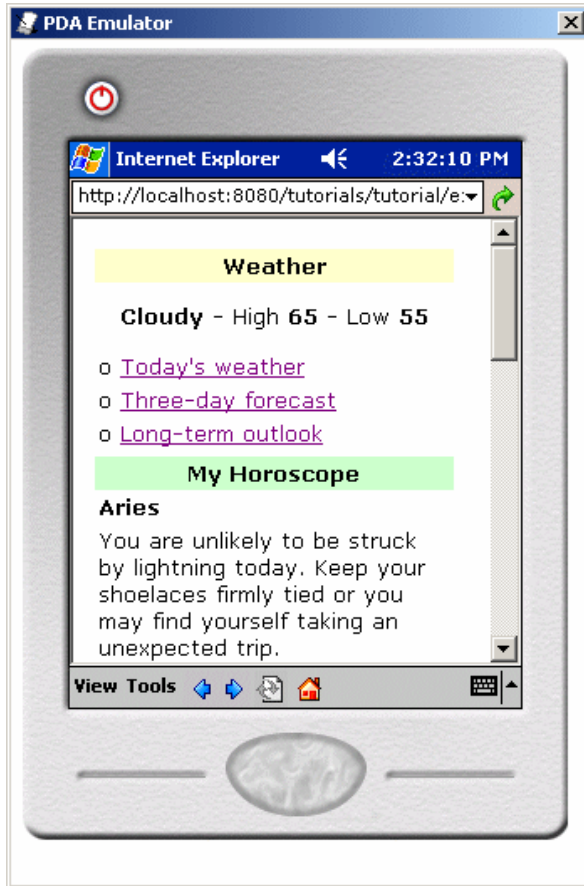 PDA Emulator
Internet Explorer 2:32:10 PM
http://localhost:8080/tutorials/tutorial/e
Weather
Cloudy - High 65 - Low 55
o Today's weather
o Three-day forecast
o Long-term outlook
My Horoscope
Aries
You are unlikely to be struck
by lightning today. Keep your
shoelaces firmly tied or you
may find yourself taking an
unexpected trip.
View Tools